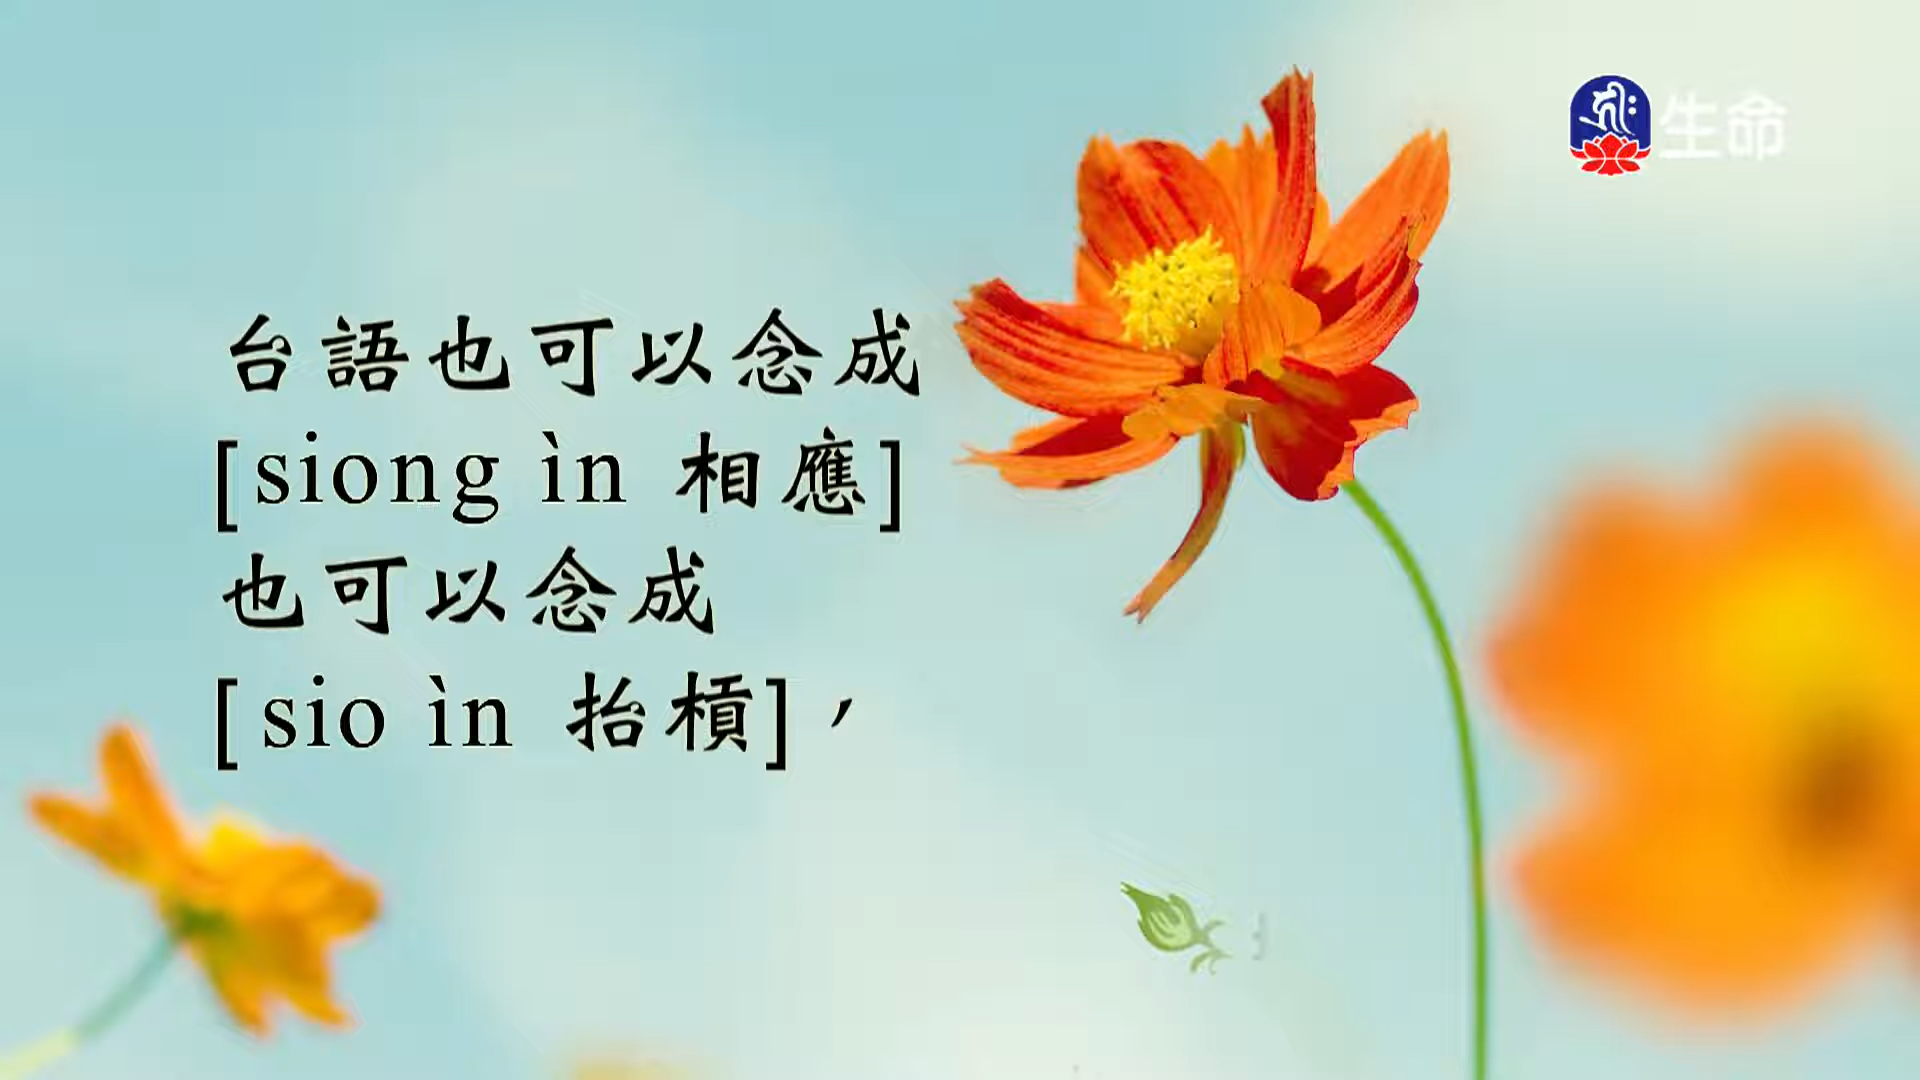 生命
台語也可以念成
[siong ìn 相應]
也可以念成
[sio ìn 抬槓]，